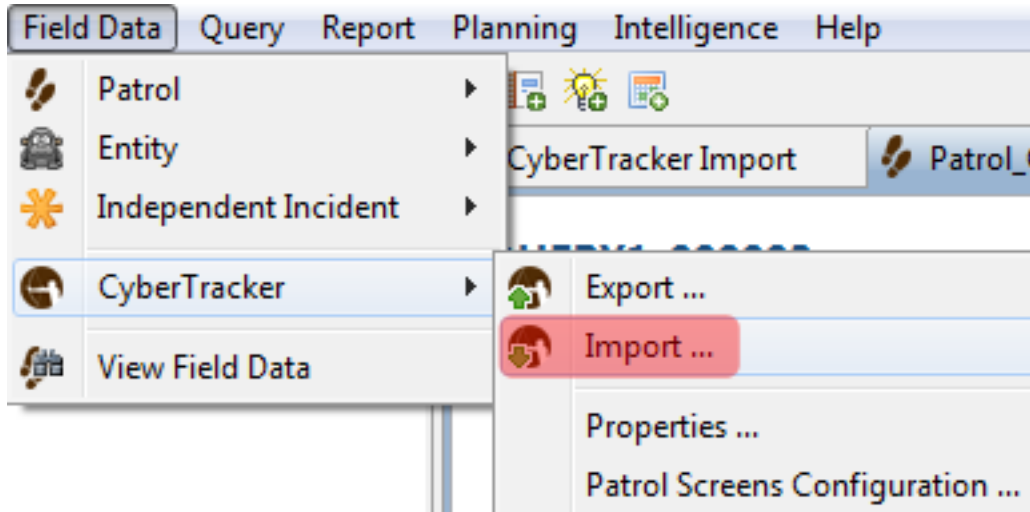 Field Data Query Report Planning Intelligence Help
Patrol
Entity
CyberTracker Import Patrol_
Independent Incident
CyberTracker
Export ...
Import ...
View Field Data
Properties ...
Patrol Screens Configuration ...